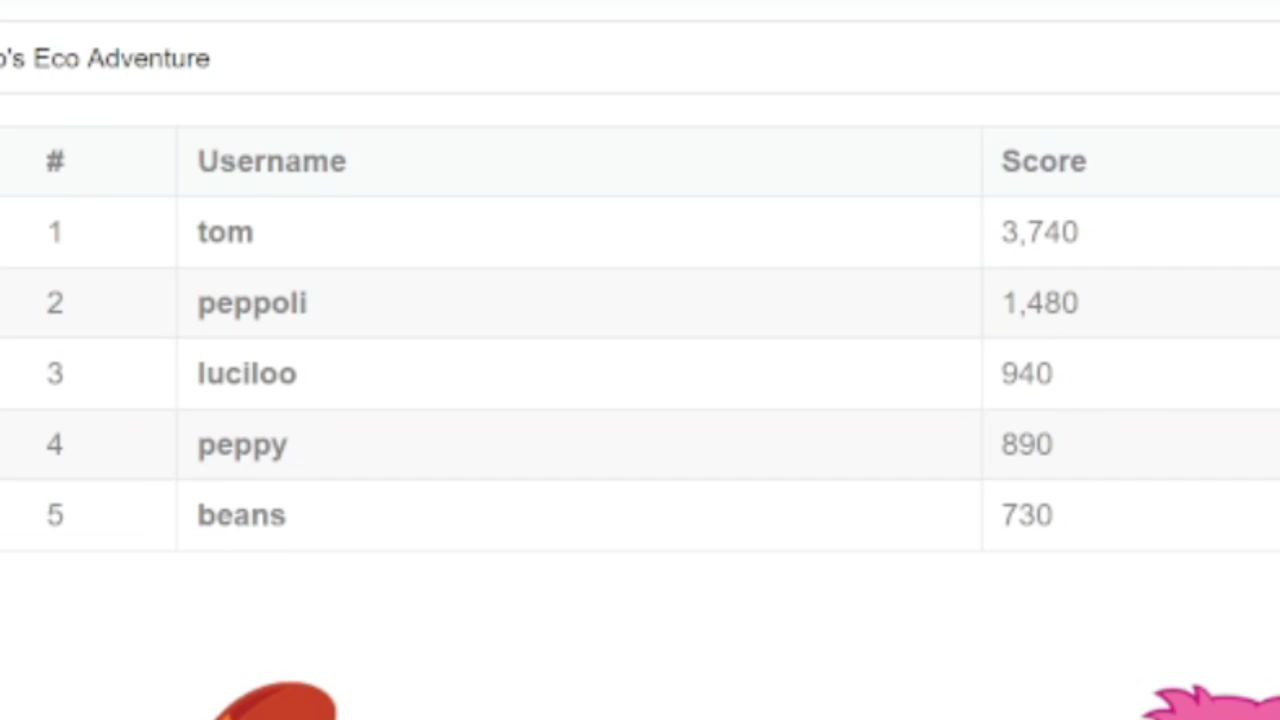 's Eco Adventure
# Username Score
1 tom 3,740
2 peppoli 1,480
3 luciloo 940
4 peppy 890
5 beans 730